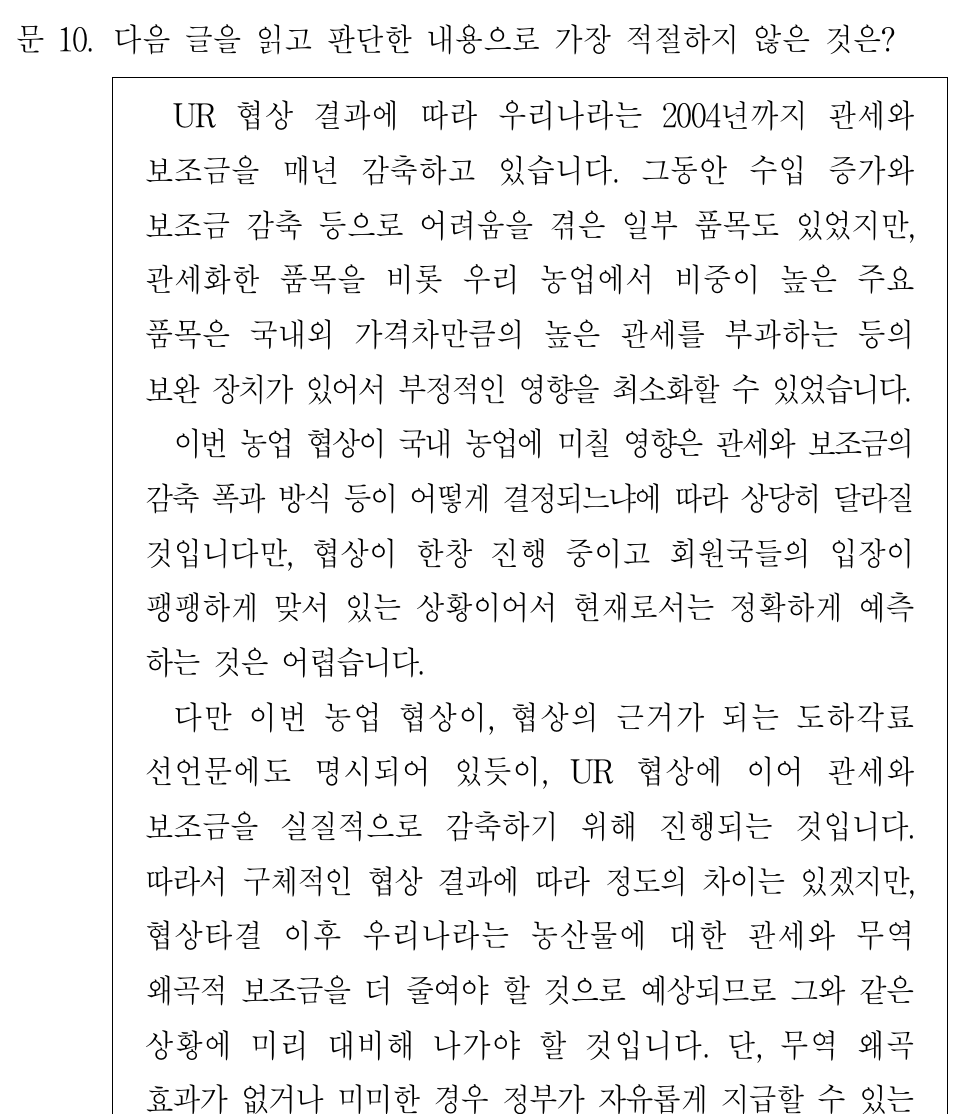 문 10. 다음 글을 읽고 판단한 내용으로 가장 적절하지 않은 것은?
UR 협상 결과에 따라 우리나라는 2004년까지 관세와
보조금을 매년 감축하고 있습니다. 그동안 수입 증가와
보조금 감축 등으로 어려움을 겪은 일부 품목도 있었지만,
관세화한 품목을 비롯 우리 농업에서 비중이 높은 주요
품목은 국내외 가격차만큼의 높은 관세를 부과하는 등의
보완 장치가 있어서 부정적인 영향을 최소화할 수 있었습니다.
이번 농업 협상이 국내 농업에 미칠 영향은 관세와 보조금의
감축 폭과 방식 등이 어떻게 결정되느냐에 따라 상당히 달라질
것입니다만, 협상이 한창 진행 중이고 회원국들의 입장이
팽팽하게 맞서 있는 상황이어서 현재로서는 정확하게 예측
하는 것은 어렵습니다.
다만 이번 농업 협상이, 협상의 근거가 되는 도하각료
선언문에도 명시되어 있듯이, UR 협상에 이어 관세와
보조금을 실질적으로 감축하기 위해 진행되는 것입니다.
따라서 구체적인 협상 결과에 따라 정도의 차이는 있겠지만,
협상타결 이후 우리나라는 농산물에 대한 관세와 무역
왜곡적 보조금을 더 줄여야 할 것으로 예상되므로 그와 같은
상황에 미리 대비해 나가야 할 것입니다. 단, 무역 왜곡
효과가 없거나 미미한 경우 정부가 자유롭게 지급할 수 있는